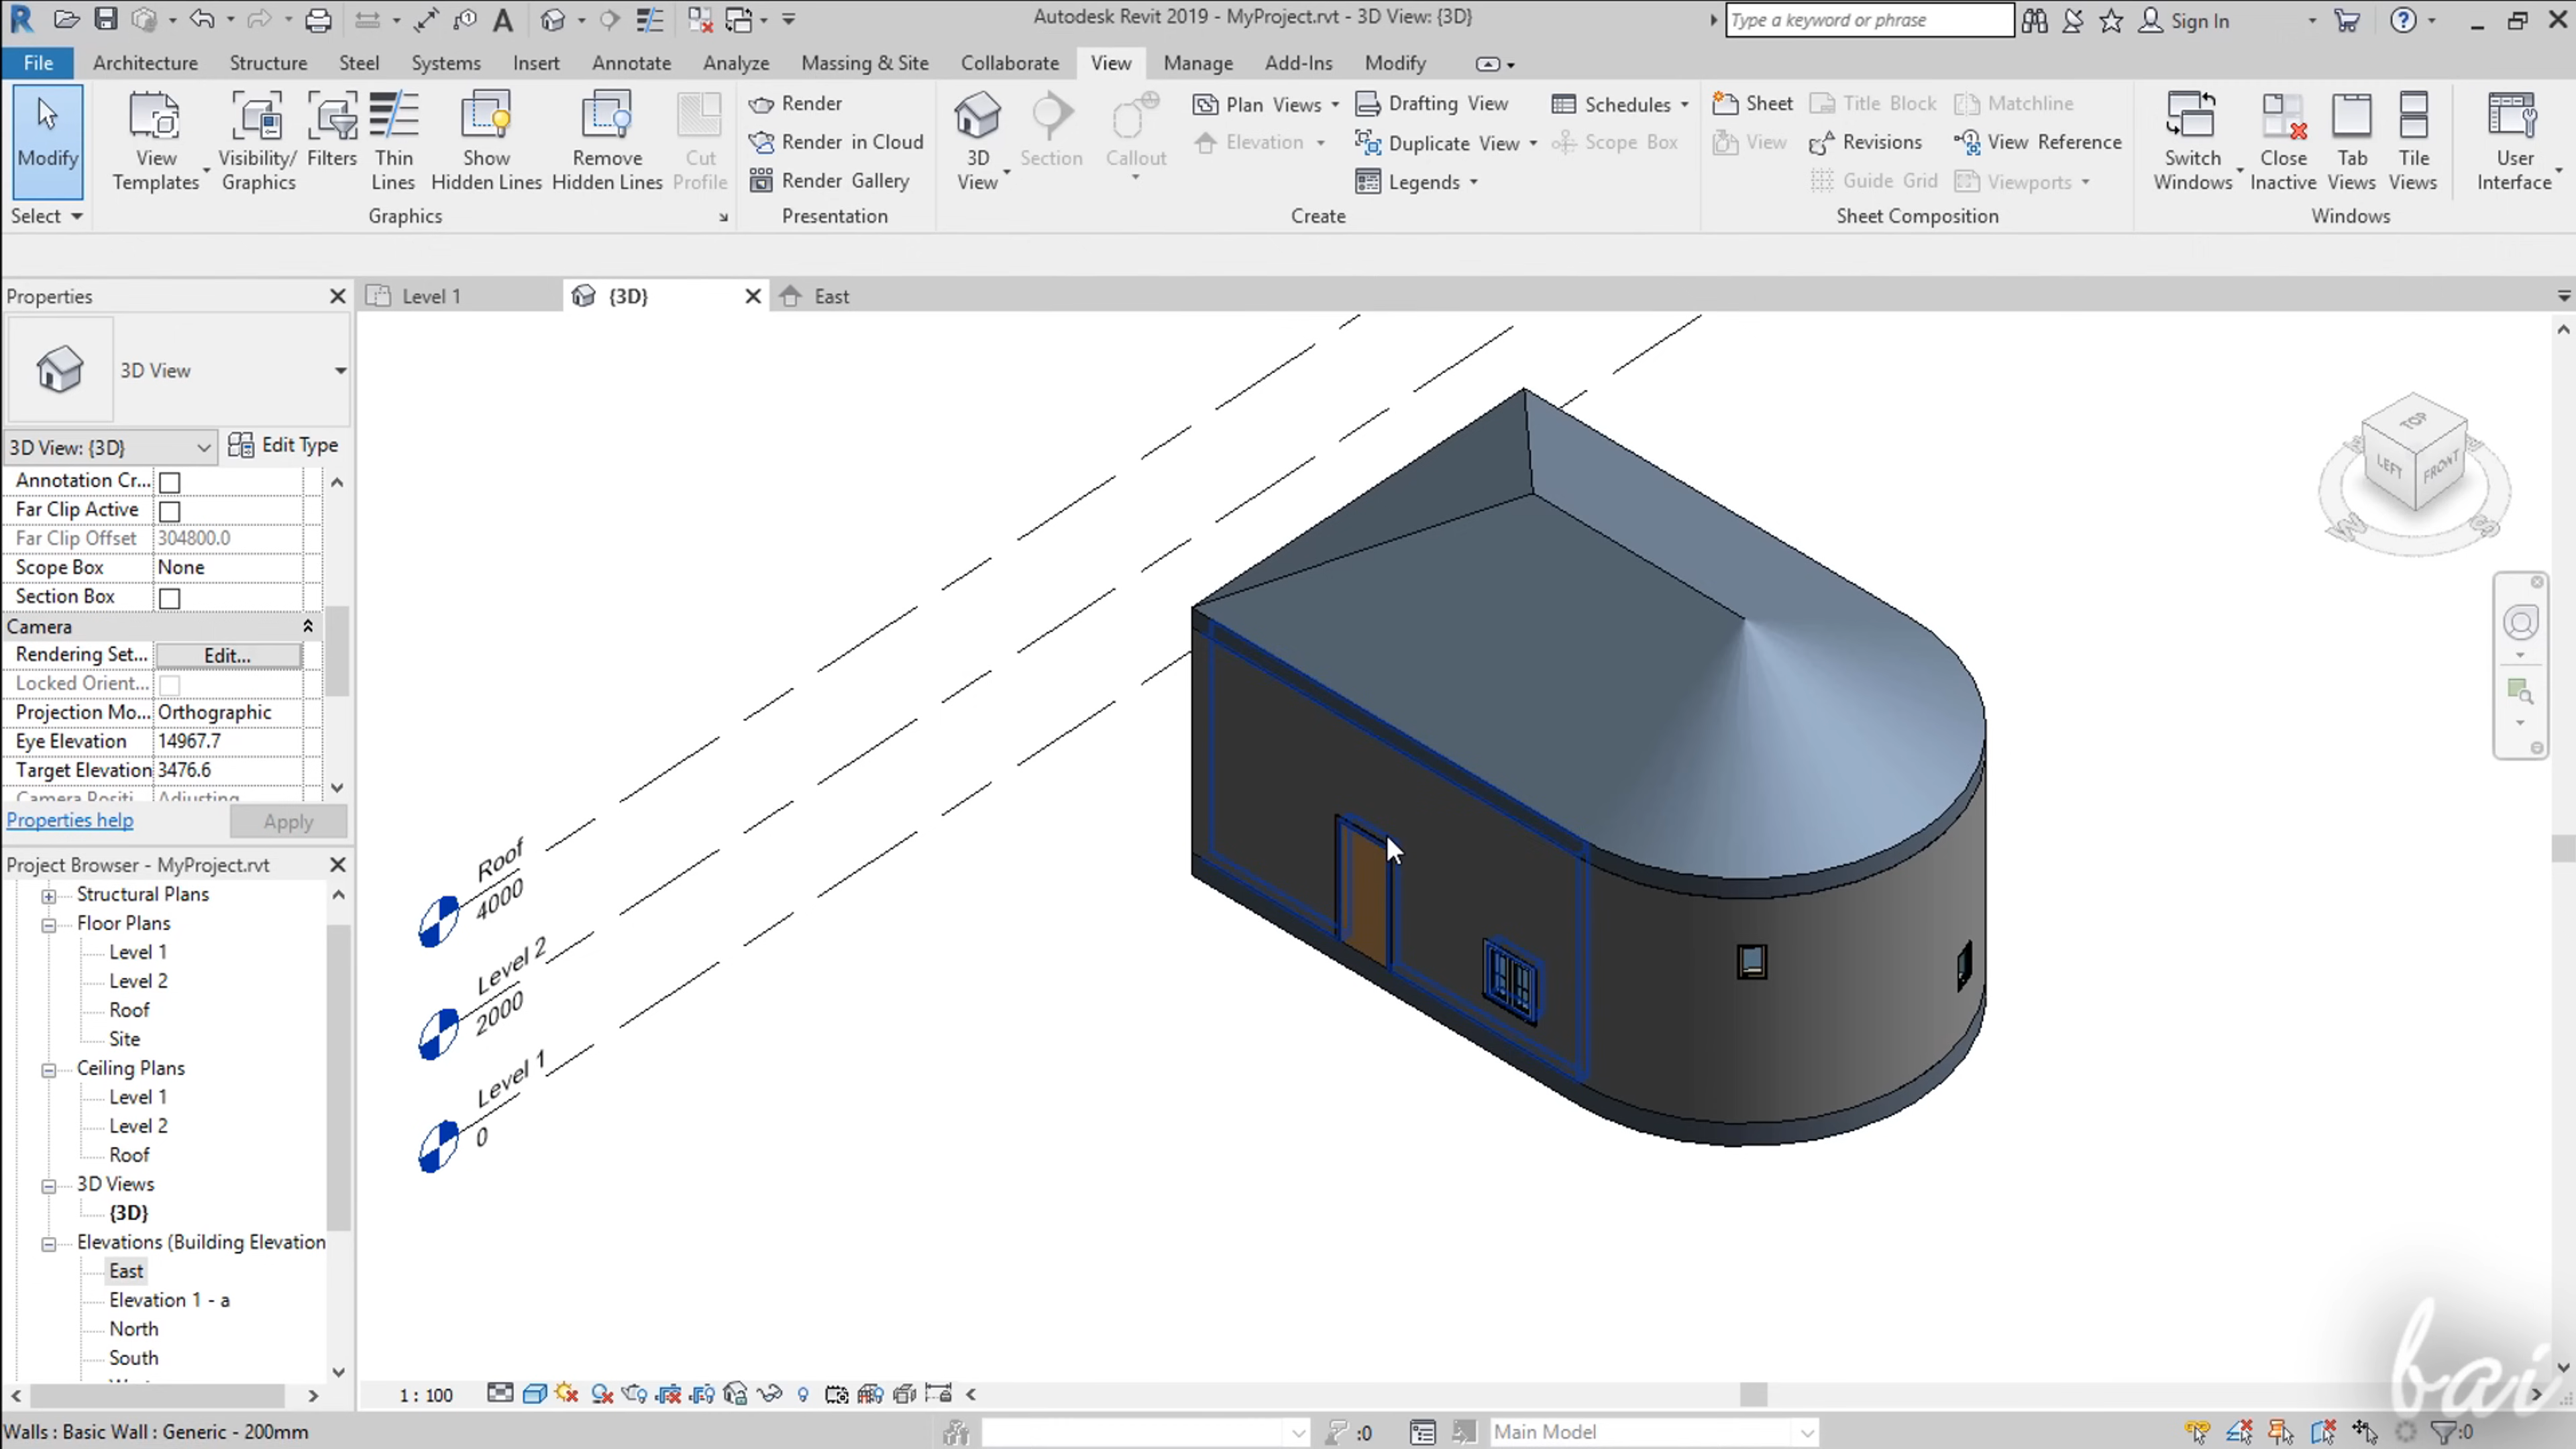 Autodesk Revit 2019 - MyProject.rvt - 3D View: {3D}
Type a keyword or phrase
Sign In
File Architecture Structure Steel Systems Insert Annotate Analyze Massing & Site Collaborate View Manage Add-Ins Modify
Modify
View Templates
Visibility/ Graphics
Filters
Thin Lines
Show Hidden Lines
Remove Hidden Lines
Cut Profile
Render
Render in Cloud
Render Gallery
3D View
Section
Callout
Plan Views
Elevation
Drafting View
Duplicate View
Legends
Schedules
Scope Box
Sheet
View
Title Block
Revisions
Guide Grid
Matchline
View Reference
Viewports
Switch Windows
Close Inactive
Tab Views
Tile Views
User Interface
Select
Graphics
Presentation
Create
Sheet Composition
Windows
Properties
Level 1
{3D}
East
3D View
3D View: {3D}
Edit Type
Annotation Cr...
Far Clip Active
Far Clip Offset 304800.0
Scope Box None
Section Box
Camera
Rendering Set... Edit...
Locked Orient...
Projection Mo... Orthographic
Eye Elevation 14967.7
Target Elevation 3476.6
Camera Positi... Adjusting
Properties help
Apply
Project Browser - MyProject.rvt
Structural Plans
Floor Plans
Level 1
Level 2
Roof
Site
Ceiling Plans
Level 1
Level 2
Roof
3D Views
{3D}
Elevations (Building Elevation
East
Elevation 1 - a
North
South
Roof
4000
Level 2
2000
Level 1
0
TOP
LEFT
FRONT
W
S
1 : 100
Walls : Basic Wall : Generic - 200mm
:0
Main Model
:0
bai